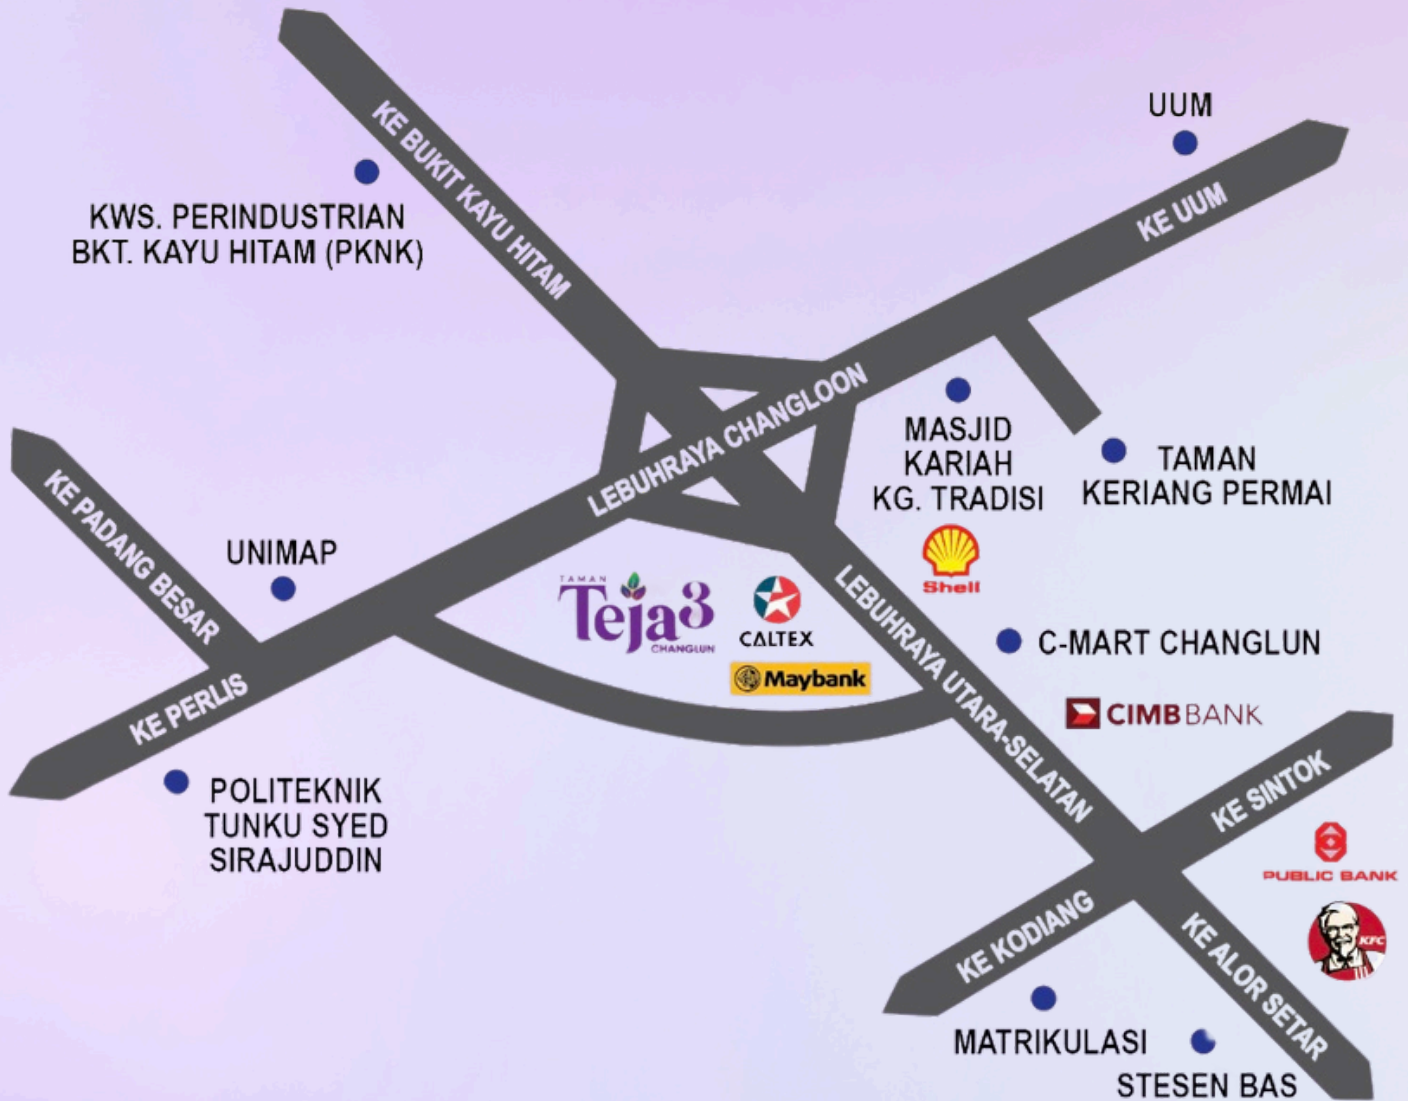 KE BUKIT KAYU HITAM
UUM
KE UUM
KWS. PERINDUSTRIAN
BKT. KAYU HITAM (PKNK)
LEBUHRAYA CHANGLOON
MASJID
KARIAH
KG. TRADISI
TAMAN
KERIANG PERMAI
KE PADANG BESAR
UNIMAP
Shell
TAMAN
Teja3
CHANGLUN
CALTEX
Maybank
LEBUHRAYA UTARA-SELATAN
C-MART CHANGLUN
CIMB BANK
KE PERLIS
POLITEKNIK
TUNKU SYED
SIRAJUDDIN
KE SINTOK
PUBLIC BANK
KFC
KE KODIANG
KE ALOR SETAR
MATRIKULASI
STESEN BAS